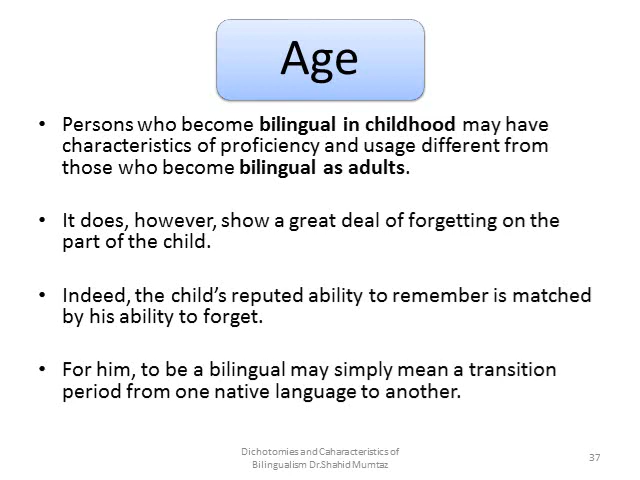 Age
• Persons who become bilingual in childhood may have
characteristics of proficiency and usage different from
those who become bilingual as adults.
• It does, however, show a great deal of forgetting on the
part of the child.
• Indeed, the child’s reputed ability to remember is matched
by his ability to forget.
• For him, to be a bilingual may simply mean a transition
period from one native language to another.
Dichotomies and Caharacteristics of
Bilingualism Dr.Shahid Mumtaz
37